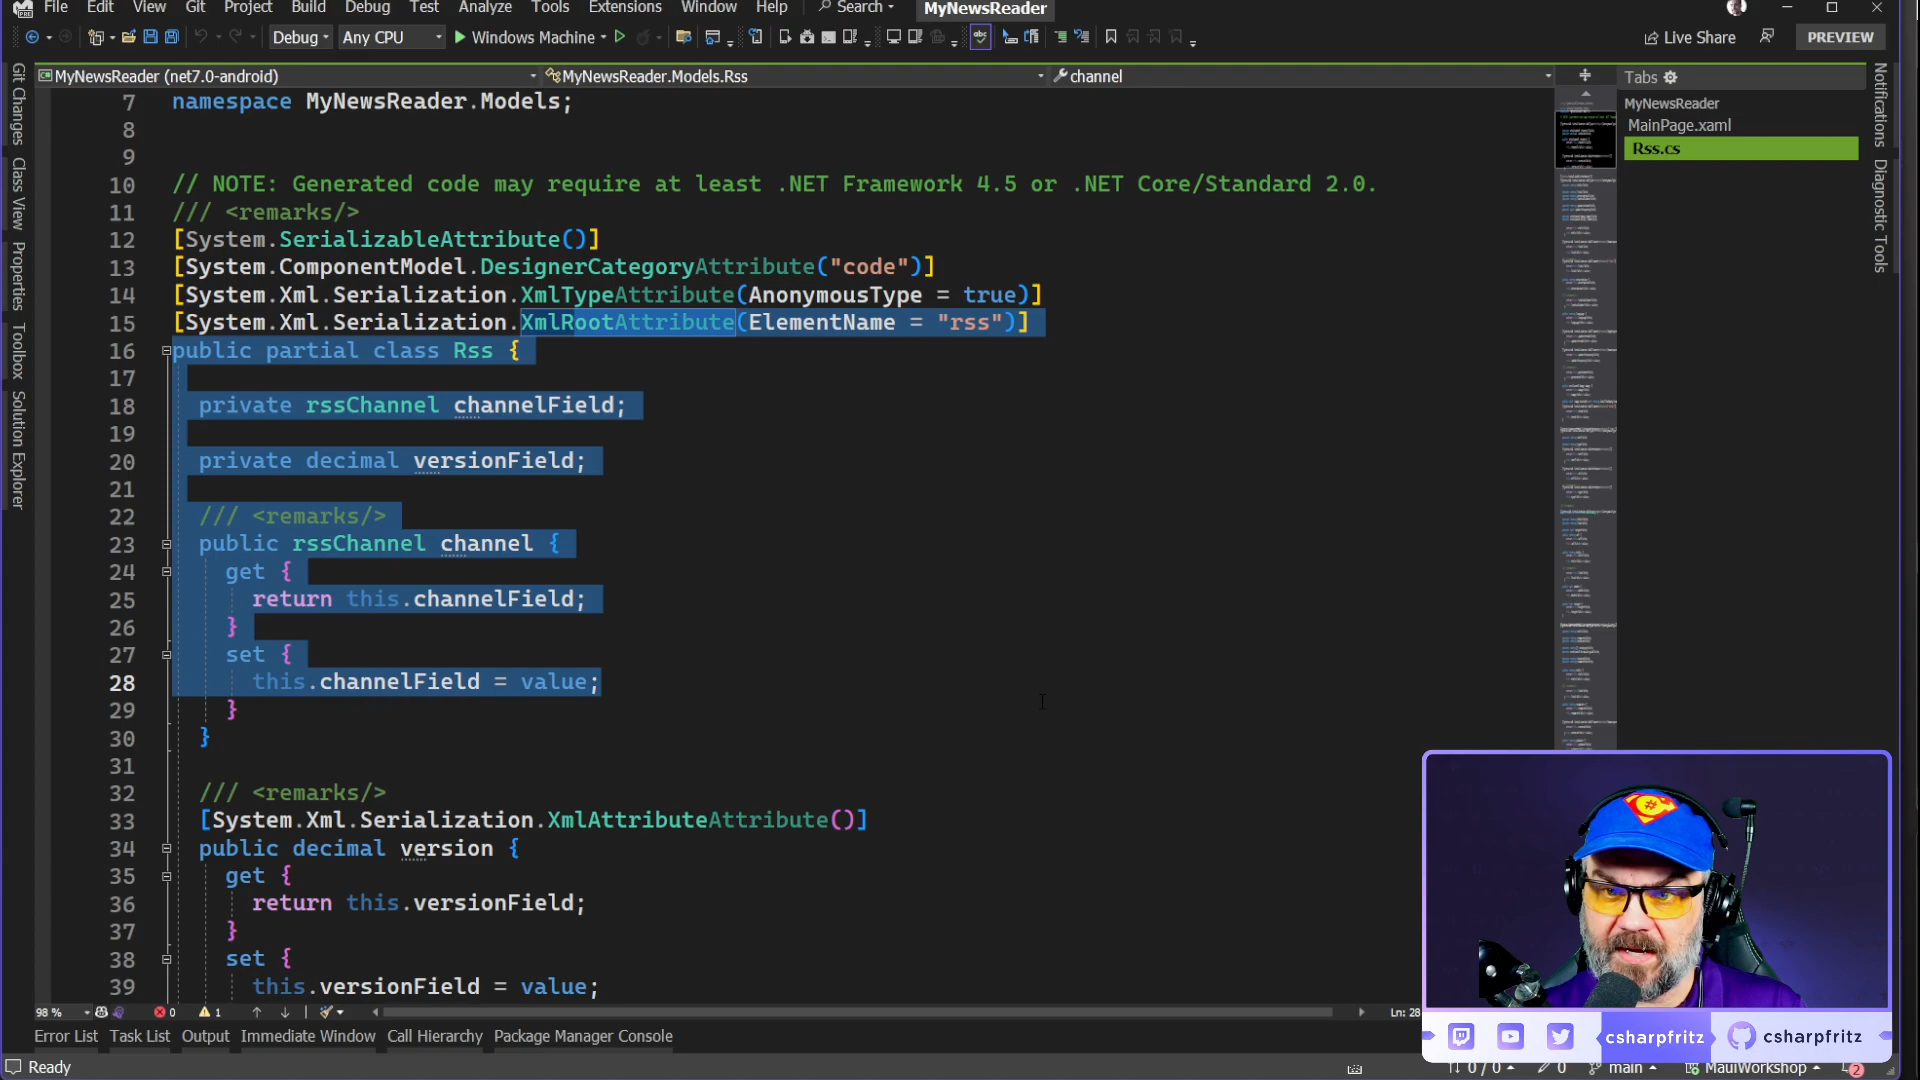 File Edit View Git Project Build Debug Test Analyze Tools Extensions Window Help Search MyNewsReader
Debug Any CPU Windows Machine Live Share PREVIEW
MyNewsReader (net7.0-android) MyNewsReader.Models.Rss channel
Tabs
MyNewsReader
MainPage.xaml
Rss.cs
Git Changes
Class View
Properties
Toolbox
Solution Explorer
Notifications
Diagnostic Tools
7 namespace MyNewsReader.Models;
8
9
10 // NOTE: Generated code may require at least .NET Framework 4.5 or .NET Core/Standard 2.0.
11 /// <remarks/>
12 [System.SerializableAttribute()]
13 [System.ComponentModel.DesignerCategoryAttribute("code")]
14 [System.Xml.Serialization.XmlTypeAttribute(AnonymousType = true)]
15 [System.Xml.Serialization.XmlRootAttribute(ElementName = "rss")]
16 public partial class Rss {
17
18 private rssChannel channelField;
19
20 private decimal versionField;
21
22 /// <remarks/>
23 public rssChannel channel {
24 get {
25 return this.channelField;
26 }
27 set {
28 this.channelField = value;
29 }
30 }
31
32 /// <remarks/>
33 [System.Xml.Serialization.XmlAttributeAttribute()]
34 public decimal version {
35 get {
36 return this.versionField;
37 }
38 set {
39 this.versionField = value;
98 % 0 1 Ln: 28
Error List Task List Output Immediate Window Call Hierarchy Package Manager Console
csharpfritz csharpfritz
Ready 0 / 0 0 main MauiWorkshop 2